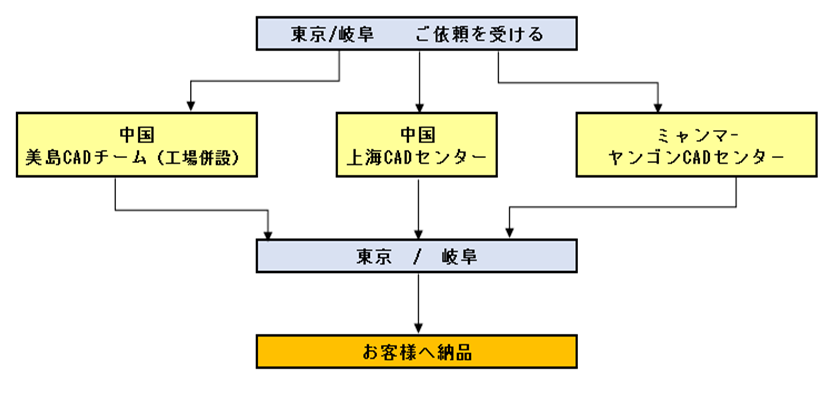 東京/岐阜　　ご依頼を受ける
中国
美島CADチーム（工場併設）
中国
上海CADセンター
ミャンマー
ヤンゴンCADセンター
東京　/　岐阜
お客様へ納品